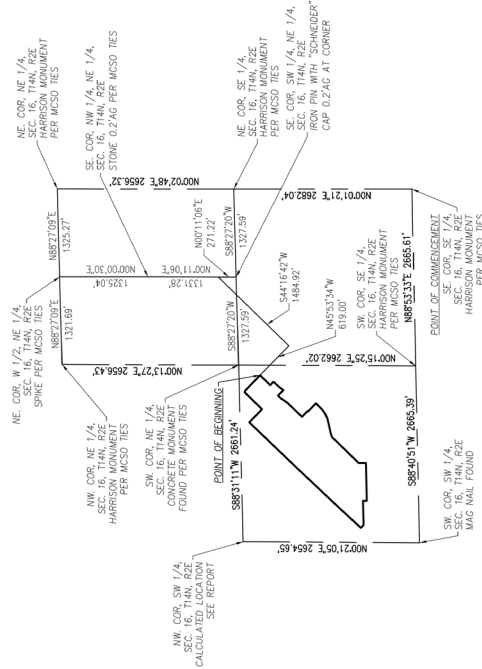 NE. COR, NE 1/4,
SEC. 16, T14N, R2E
HARRISON MONUMENT
PER MCSO TIES
SE. COR, NW 1/4, NE 1/4,
SEC. 16, T14N, R2E
STONE 0.2'AG PER MCSO TIES
NE. COR, SE 1/4,
SEC. 16, T14N, R2E
HARRISON MONUMENT
PER MCSO TIES
SE. COR, SW 1/4, NE 1/4,
SEC. 16, T14N, R2E
IRON PIN WITH "SCHNEIDER"
CAP 0.2'AG AT CORNER
NE. COR, W 1/2, NE 1/4,
SEC. 16, T14N, R2E
SPIKE PER MCSO TIES
N88°27'09"E
1321.69'
N88°27'09"E
1325.27'
N00°02'48"E 2656.32'
N00°00'30"E
1325.04'
N00°11'06"E
1331.28'
N00°11'06"E
271.22'
N00°13'27"E 2656.43'
NW. COR, NE 1/4,
SEC. 16, T14N, R2E
HARRISON MONUMENT
PER MCSO TIES
SW. COR, NE 1/4,
SEC. 16, T14N, R2E
CONCRETE MONUMENT
FOUND PER MCSO TIES
S88°27'20"W
1327.59'
S88°27'20"W
1327.59'
POINT OF BEGINNING
S88°31'11"W 2661.24'
S44°16'42"W
1484.92'
N45°53'34"W
619.00'
N00°01'21"E 2682.04'
SW. COR, SE 1/4,
SEC. 16, T14N, R2E
HARRISON MONUMENT
PER MCSO TIES
N00°15'25"E 2662.02'
NW. COR, SW 1/4,
SEC. 16, T14N, R2E
CALCULATED LOCATION
SEE REPORT
N00°21'05"E 2654.65'
S88°40'51"W 2665.39'
N88°53'33"E 2665.61'
SW. COR, SW 1/4,
SEC. 16, T14N, R2E
MAG NAIL FOUND
POINT OF COMMENCEMENT
SE. COR, SE 1/4,
SEC. 16, T14N, R2E
HARRISON MONUMENT
PER MCSO TIES